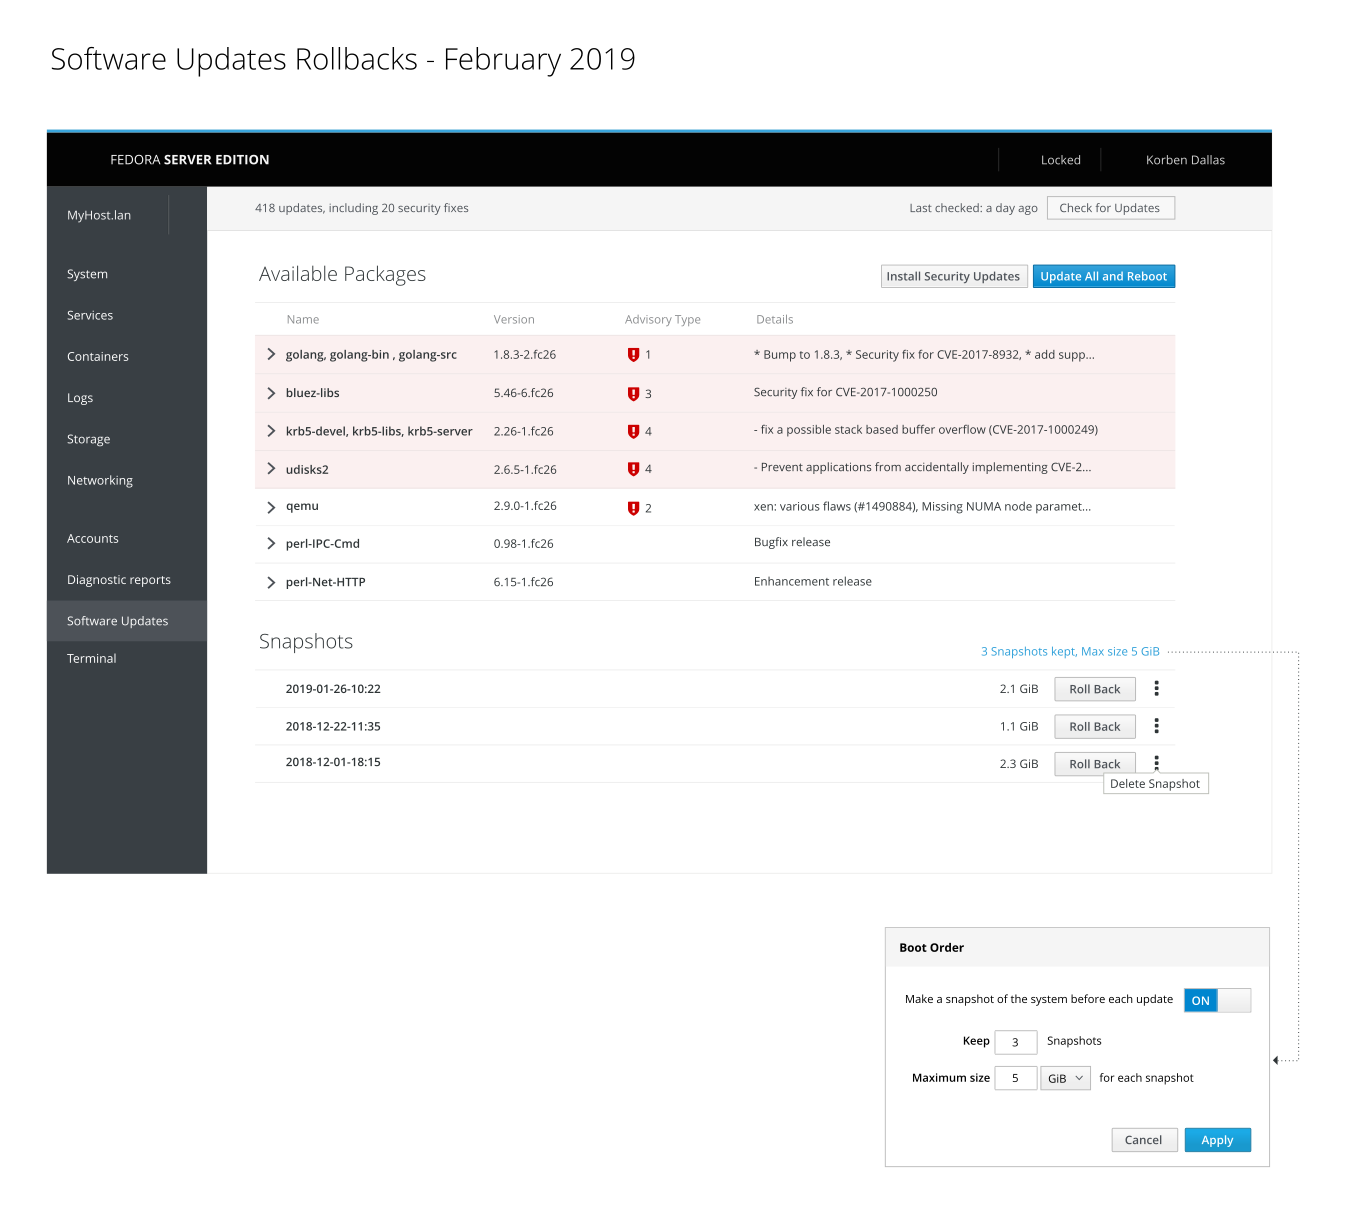 Software Updates Rollbacks - February 2019
FEDORA SERVER EDITION
Locked
Korben Dallas
MyHost.lan
418 updates, including 20 security fixes
Last checked: a day ago
Check for Updates
System
Services
Containers
Logs
Storage
Networking
Accounts
Diagnostic reports
Software Updates
Terminal
Available Packages
Install Security Updates
Update All and Reboot
Name Version Advisory Type Details
golang, golang-bin , golang-src 1.8.3-2.fc26 1 * Bump to 1.8.3, * Security fix for CVE-2017-8932, * add supp...
bluez-libs 5.46-6.fc26 3 Security fix for CVE-2017-1000250
krb5-devel, krb5-libs, krb5-server 2.26-1.fc26 4 - fix a possible stack based buffer overflow (CVE-2017-1000249)
udisks2 2.6.5-1.fc26 4 - Prevent applications from accidentally implementing CVE-2...
qemu 2.9.0-1.fc26 2 xen: various flaws (#1490884), Missing NUMA node paramet...
perl-IPC-Cmd 0.98-1.fc26 Bugfix release
perl-Net-HTTP 6.15-1.fc26 Enhancement release
Snapshots
3 Snapshots kept, Max size 5 GiB
2019-01-26-10:22 2.1 GiB Roll Back
2018-12-22-11:35 1.1 GiB Roll Back
2018-12-01-18:15 2.3 GiB Roll Back
Delete Snapshot
Boot Order
Make a snapshot of the system before each update ON
Keep 3 Snapshots
Maximum size 5 GiB for each snapshot
Cancel Apply